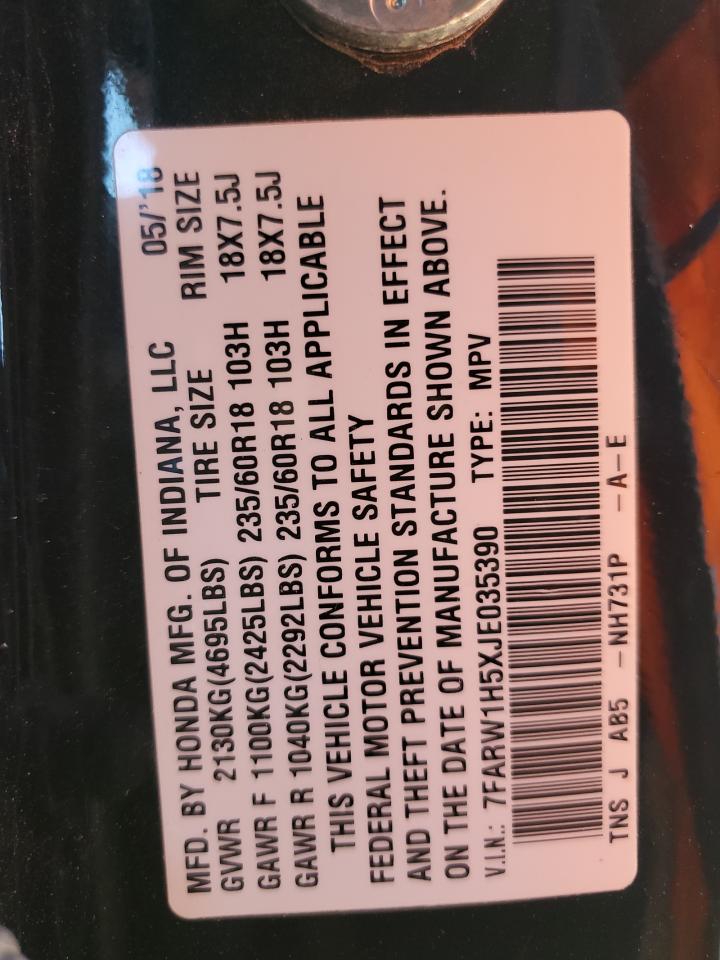 MFD. BY HONDA MFG. OF INDIANA, LLC 05/'18
GVWR 2130KG(4695LBS) TIRE SIZE RIM SIZE
GAWR F 1100KG(2425LBS) 235/60R18 103H 18X7.5J
GAWR R 1040KG(2292LBS) 235/60R18 103H 18X7.5J
THIS VEHICLE CONFORMS TO ALL APPLICABLE
FEDERAL MOTOR VEHICLE SAFETY
AND THEFT PREVENTION STANDARDS IN EFFECT
ON THE DATE OF MANUFACTURE SHOWN ABOVE.
V.I.N.: 7FARW1H5XJE035390 TYPE: MPV
TNS J AB5 –NH731P –A–E